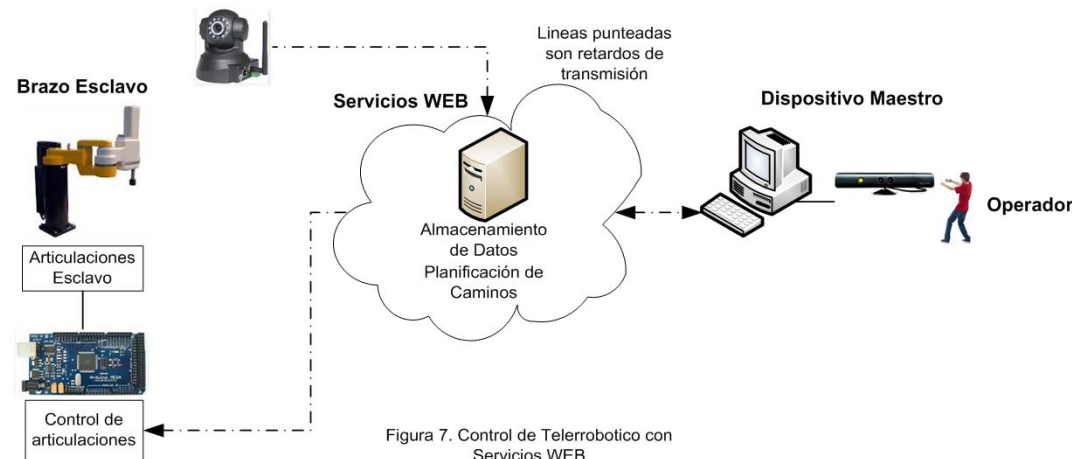 Lineas punteadas
son retardos de
transmisión
Brazo Esclavo
Servicios WEB
Dispositivo Maestro
Operador
Almacenamiento
de Datos
Planificación de
Caminos
Articulaciones
Esclavo
Control de
articulaciones
Figura 7. Control de Telerrobotico con
Servicios WEB